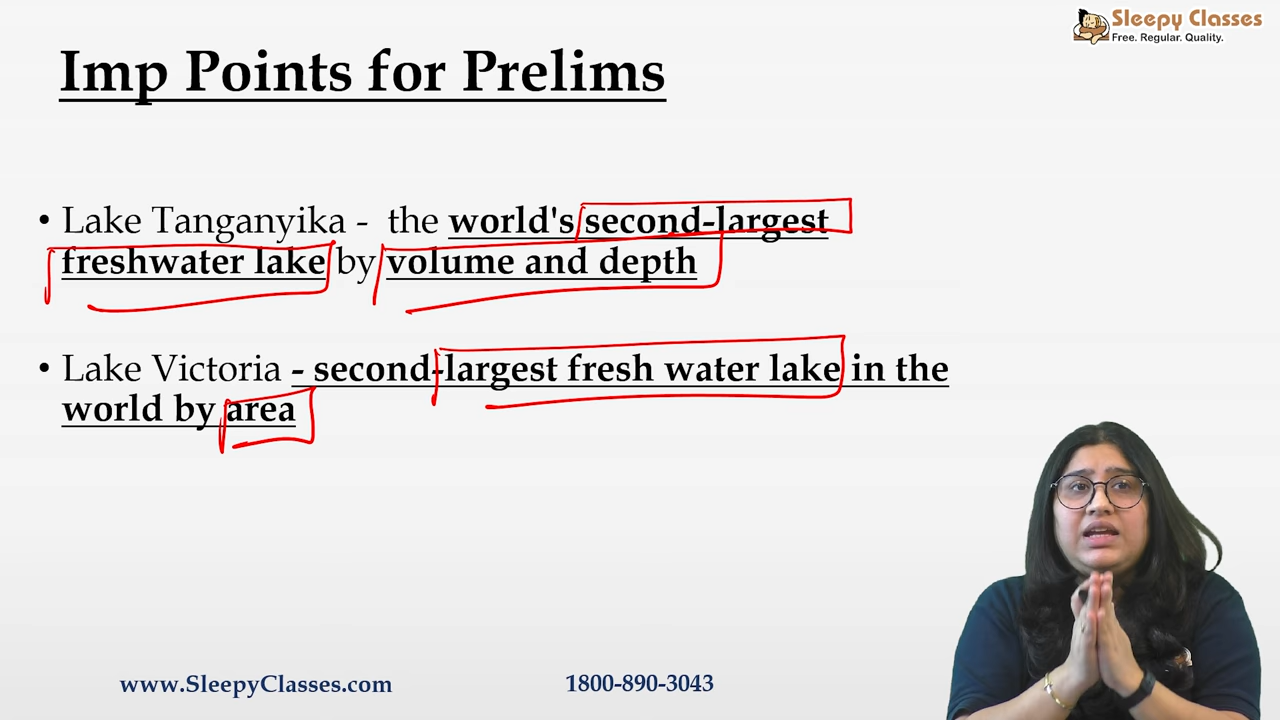 Sleepy Classes
Free. Regular. Quality.
Imp Points for Prelims
• Lake Tanganyika - the world's second-largest
freshwater lake by volume and depth
• Lake Victoria - second-largest fresh water lake in the
world by area
www.SleepyClasses.com
1800-890-3043